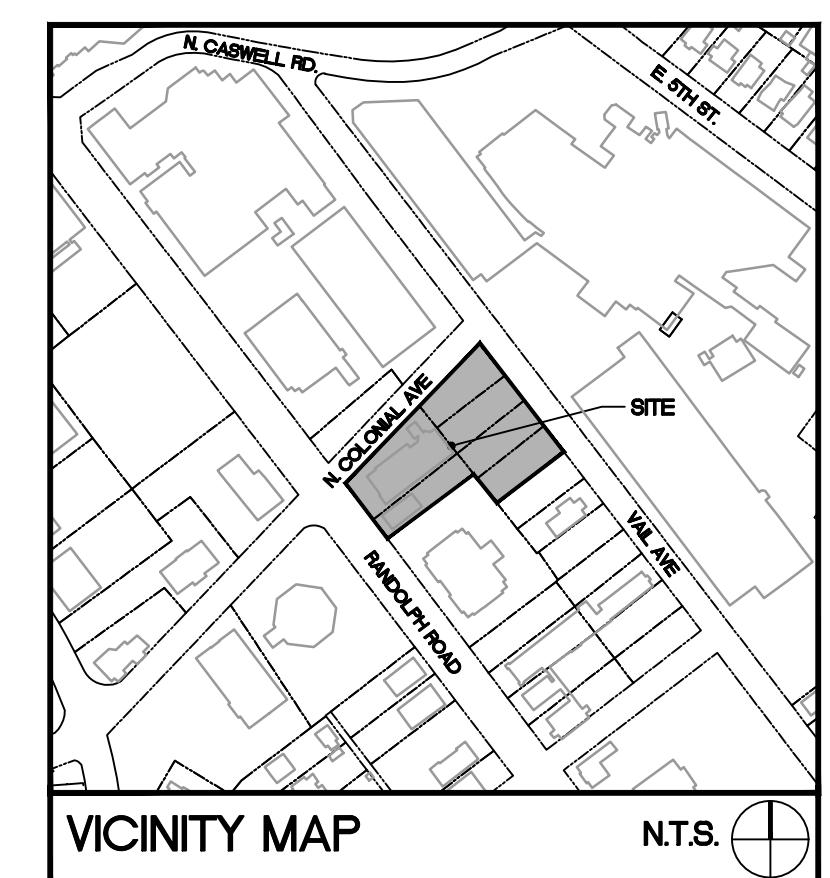 N. CASWELL RD.
E. 5TH ST.
N. COLONIAL AVE
SITE
VAIL AVE
RANDOLPH ROAD
VICINITY MAP
N.T.S.